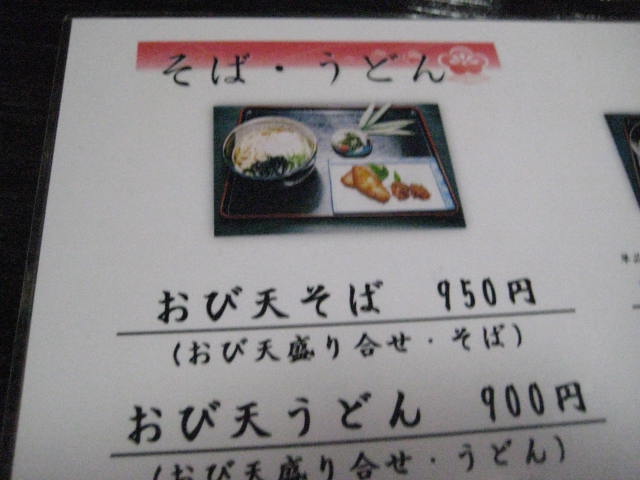 そば・うどん
おび天そば 950円
(おび天盛り合せ・そば)
おび天うどん 900円
(おび天盛り合せ・うどん)